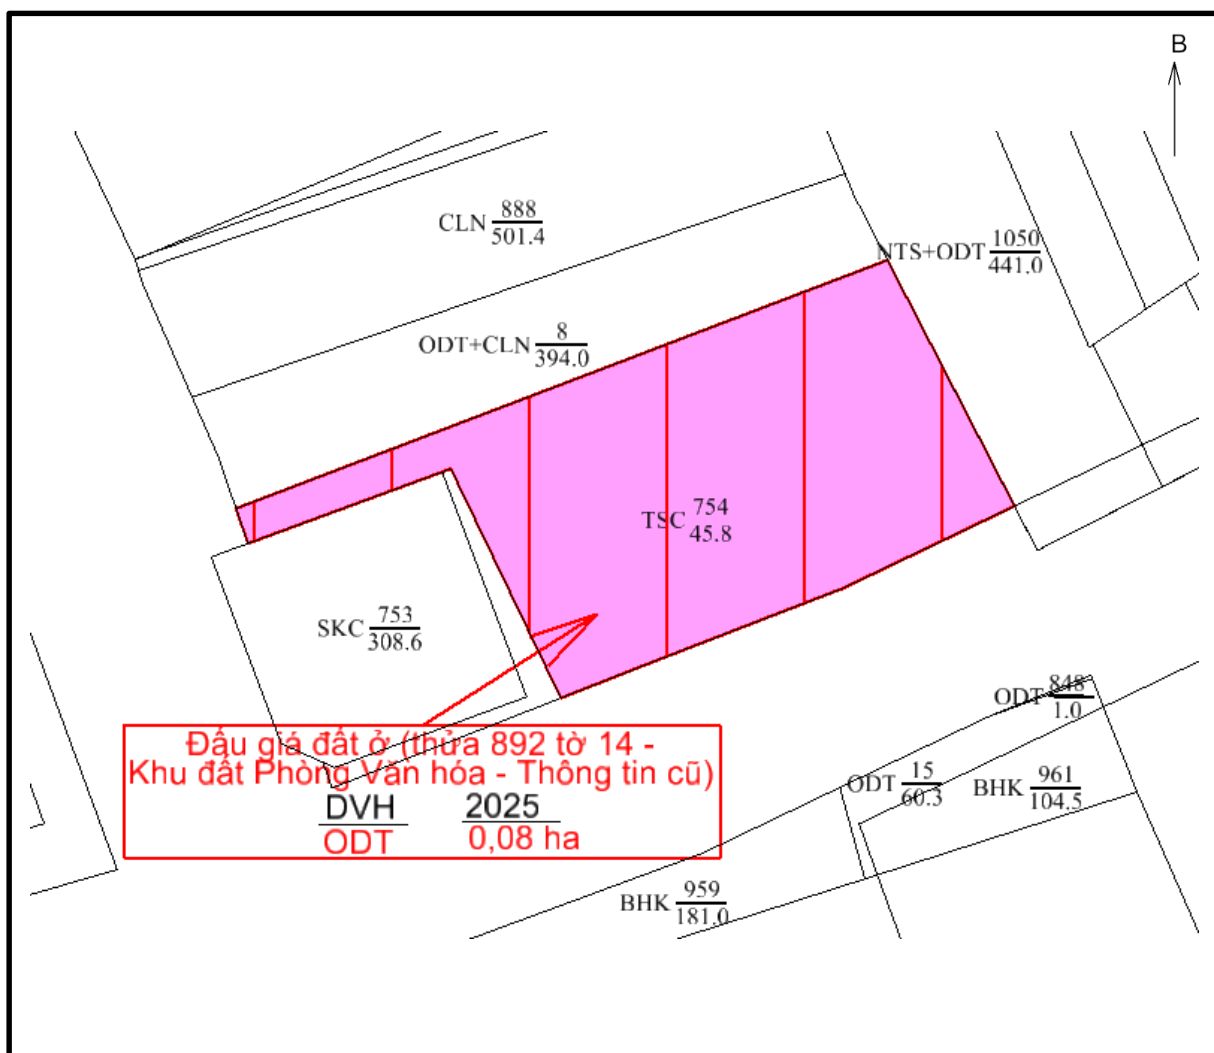 B
CLN 888
501.4
NTS+ODT 1050
441.0
ODT+CLN 8
394.0
TSC 754
45.8
SKC 753
308.6
ODT 848
1.0
Đấu giá đất ở (thửa 892 tờ 14 -
Khu đất Phòng Văn hóa - Thông tin cũ)
DVH 2025
ODT 0,08 ha
ODT 15
60.3
BHK 961
104.5
BHK 959
181.0